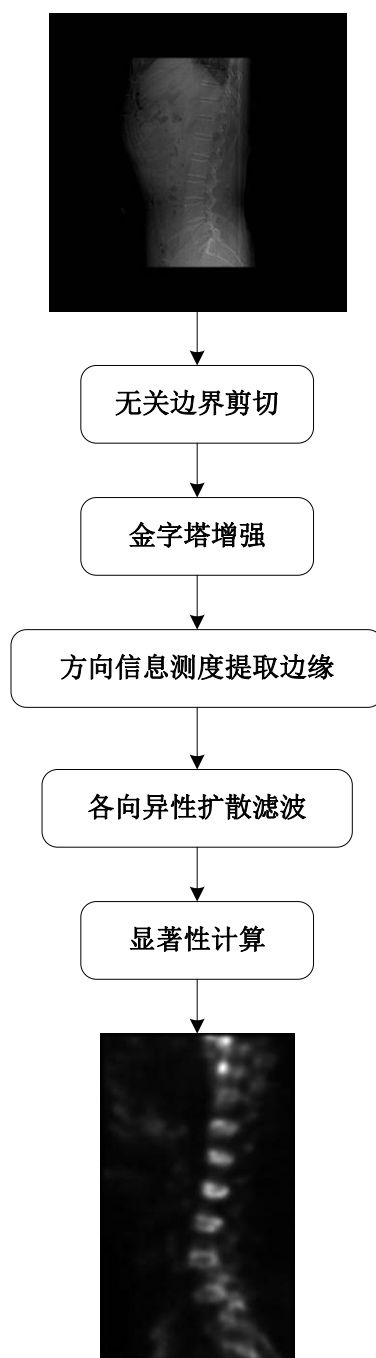 无关边界剪切
金字塔增强
方向信息测度提取边缘
各向异性扩散滤波
显著性计算